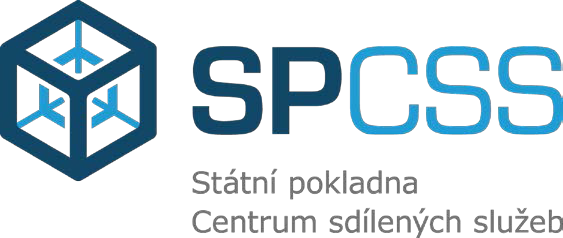 SPCSS
Státní pokladna
Centrum sdílených služeb